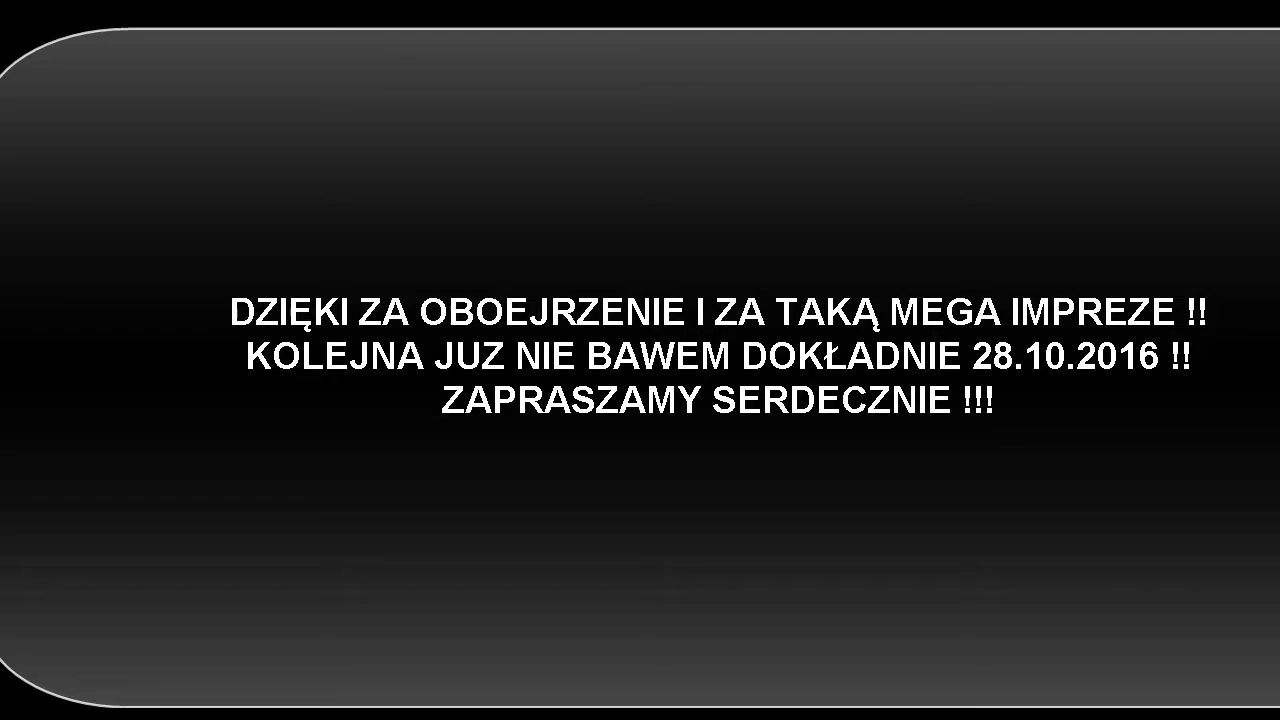 DZIĘKI ZA OBOEJRZENIE I ZA TAKĄ MEGA IMPREZE !!
KOLEJNA JUZ NIE BAWEM DOKŁADNIE 28.10.2016 !!
ZAPRASZAMY SERDECZNIE !!!